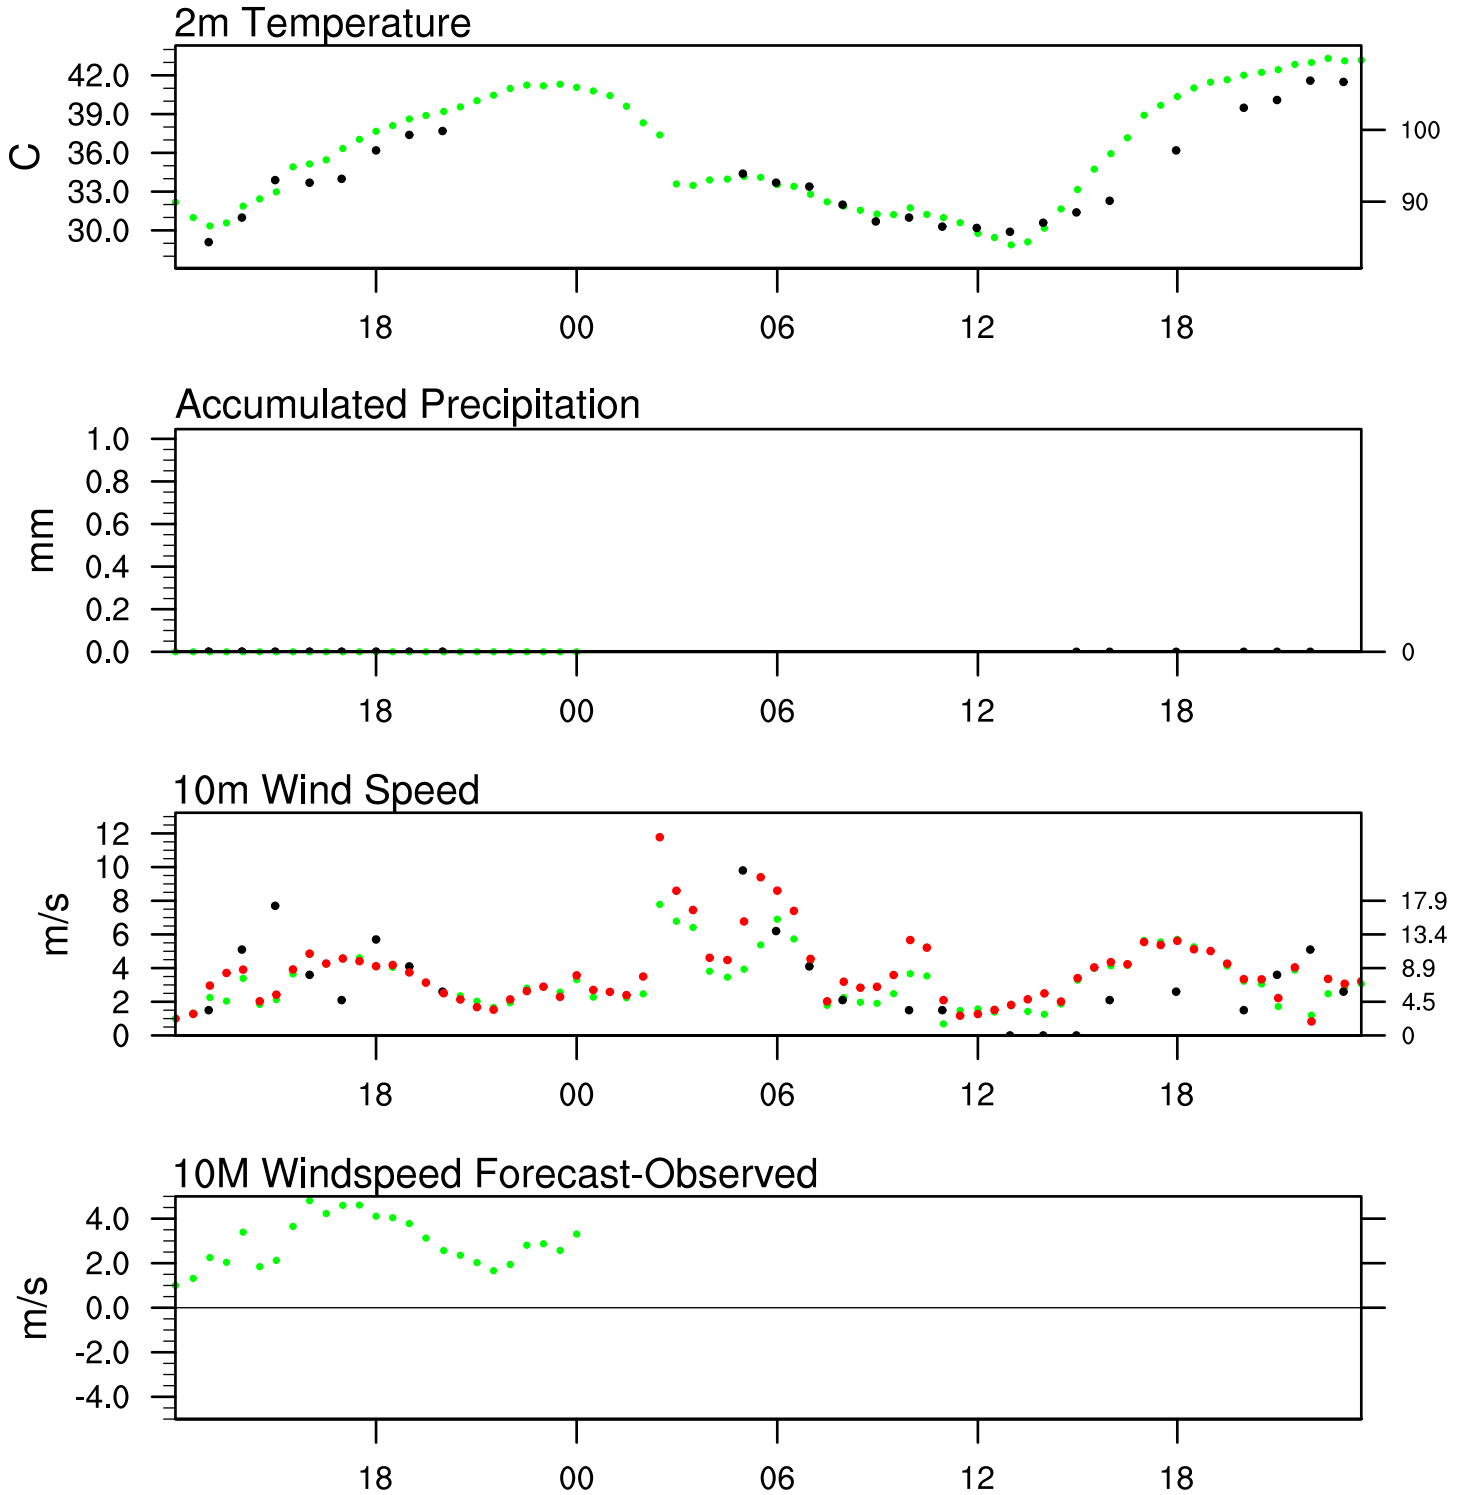 2m Temperature
42.0
39.0
36.0
33.0
30.0
C
100
90
18 00 06 12 18
Accumulated Precipitation
1.0
0.8
0.6
0.4
0.2
0.0
mm
0
18 00 06 12 18
10m Wind Speed
12
10
8
6
4
2
0
m/s
17.9
13.4
8.9
4.5
0
18 00 06 12 18
10M Windspeed Forecast-Observed
4.0
2.0
0.0
-2.0
-4.0
m/s
18 00 06 12 18